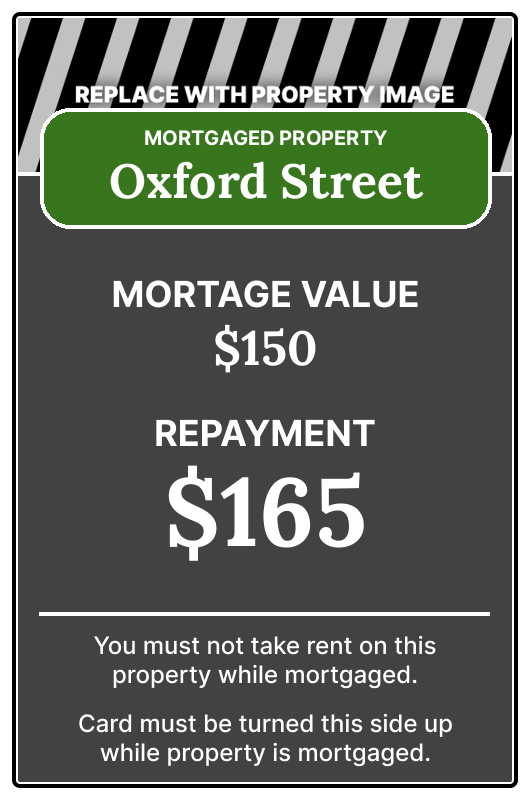 REPLACE WITH PROPERTY IMAGE
MORTGAGED PROPERTY
Oxford Street
MORTAGE VALUE
$150
REPAYMENT
$165
You must not take rent on this
property while mortgaged.
Card must be turned this side up
while property is mortgaged.